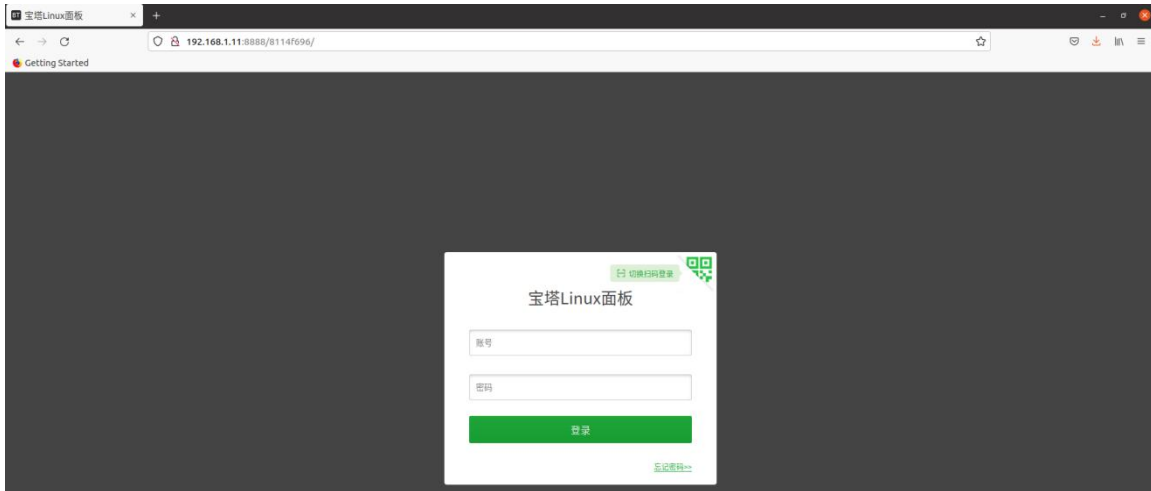 BT 宝塔Linux面板
192.168.1.11:8888/8114f696/
Getting Started
切换扫码登录
宝塔Linux面板
账号
密码
登录
忘记密码>>